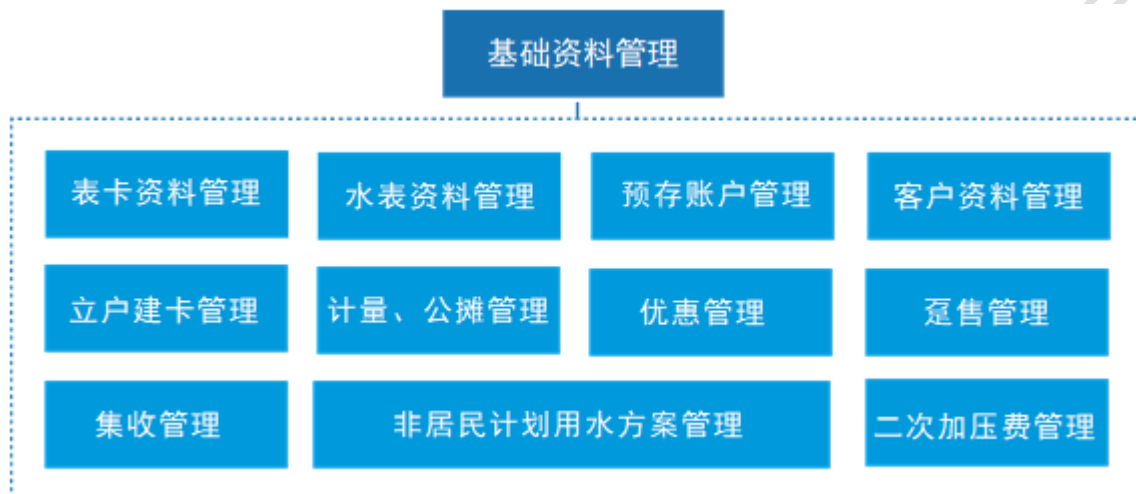 基础资料管理
表卡资料管理
水表资料管理
预存账户管理
客户资料管理
立户建卡管理
计量、公摊管理
优惠管理
趸售管理
集收管理
非居民计划用水方案管理
二次加压费管理